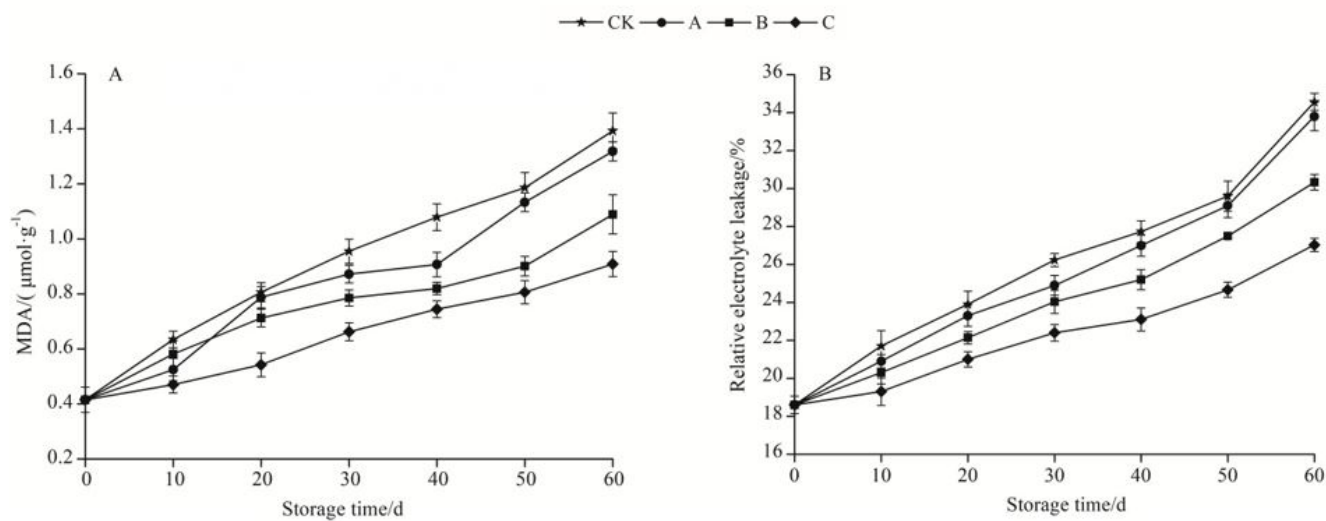 CK A B C
A
MDA/( μmol·g⁻¹)
1.6
1.4
1.2
1.0
0.8
0.6
0.4
0.2
0 10 20 30 40 50 60
Storage time/d
B
Relative electrolyte leakage/%
36
34
32
30
28
26
24
22
20
18
16
0 10 20 30 40 50 60
Storage time/d